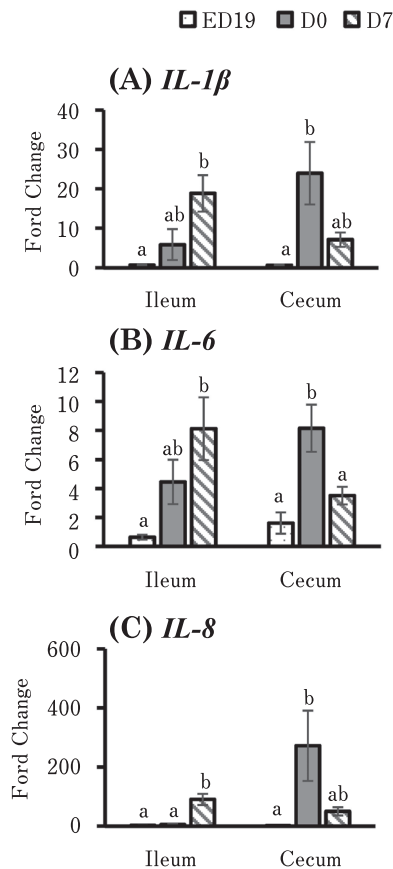 ED19 D0 D7
(A) IL-1β
40
30
20
10
0
Ford Change
a ab b a b ab
Ileum Cecum
(B) IL-6
12
10
8
6
4
2
0
Ford Change
a ab b a b a
Ileum Cecum
(C) IL-8
600
400
200
0
Ford Change
a a b a b ab
Ileum Cecum